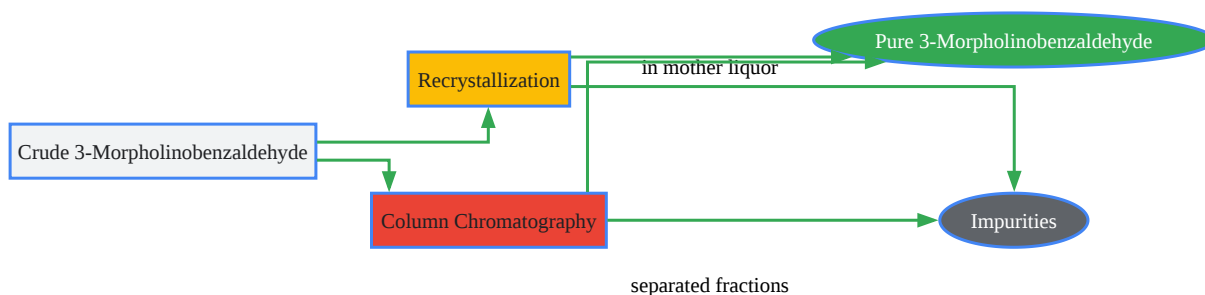 Pure 3-Morpholinobenzaldehyde
in mother liquor
Recrystallization
Crude 3-Morpholinobenzaldehyde
Column Chromatography
Impurities
separated fractions